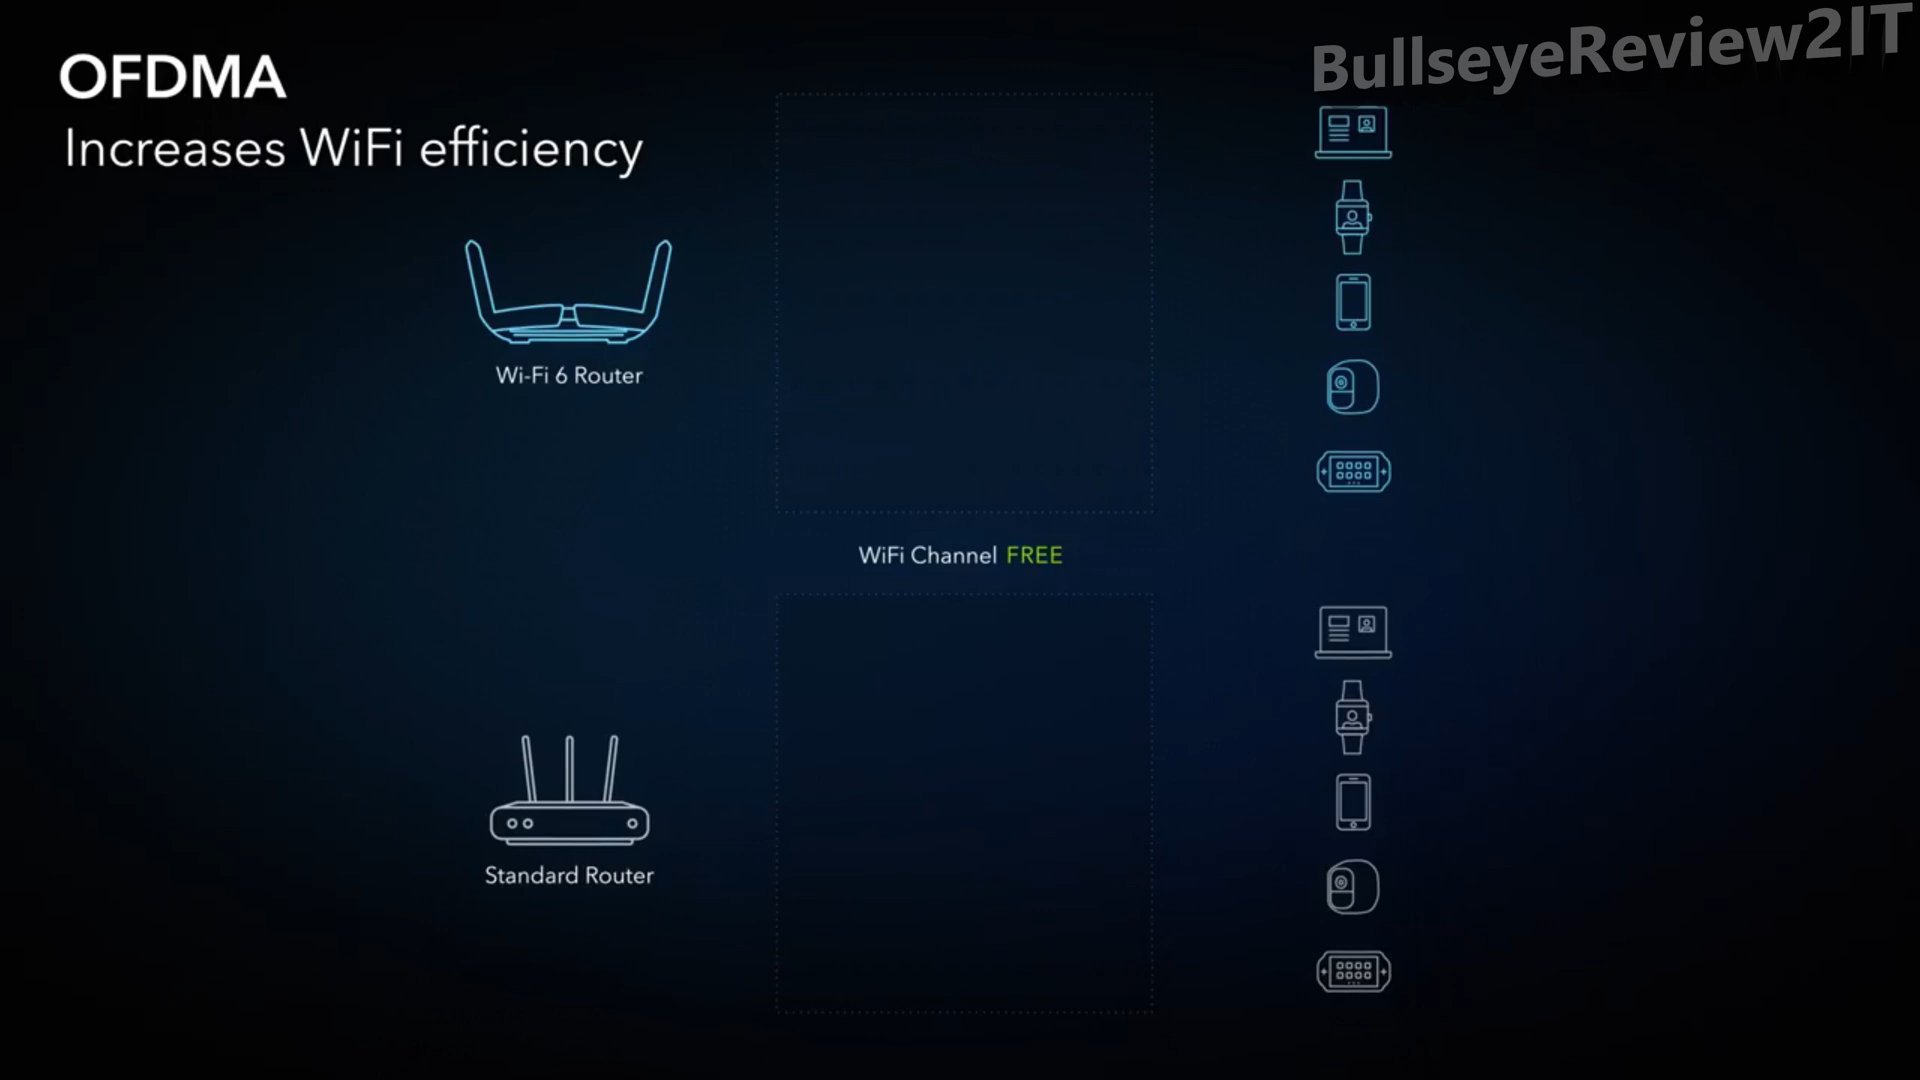 OFDMA
Increases WiFi efficiency
BullseyeReview2IT
Wi-Fi 6 Router
WiFi Channel FREE
Standard Router